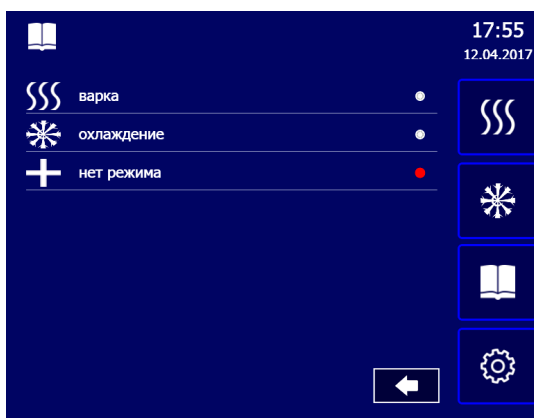 17:55
12.04.2017
варка
охлаждение
нет режима